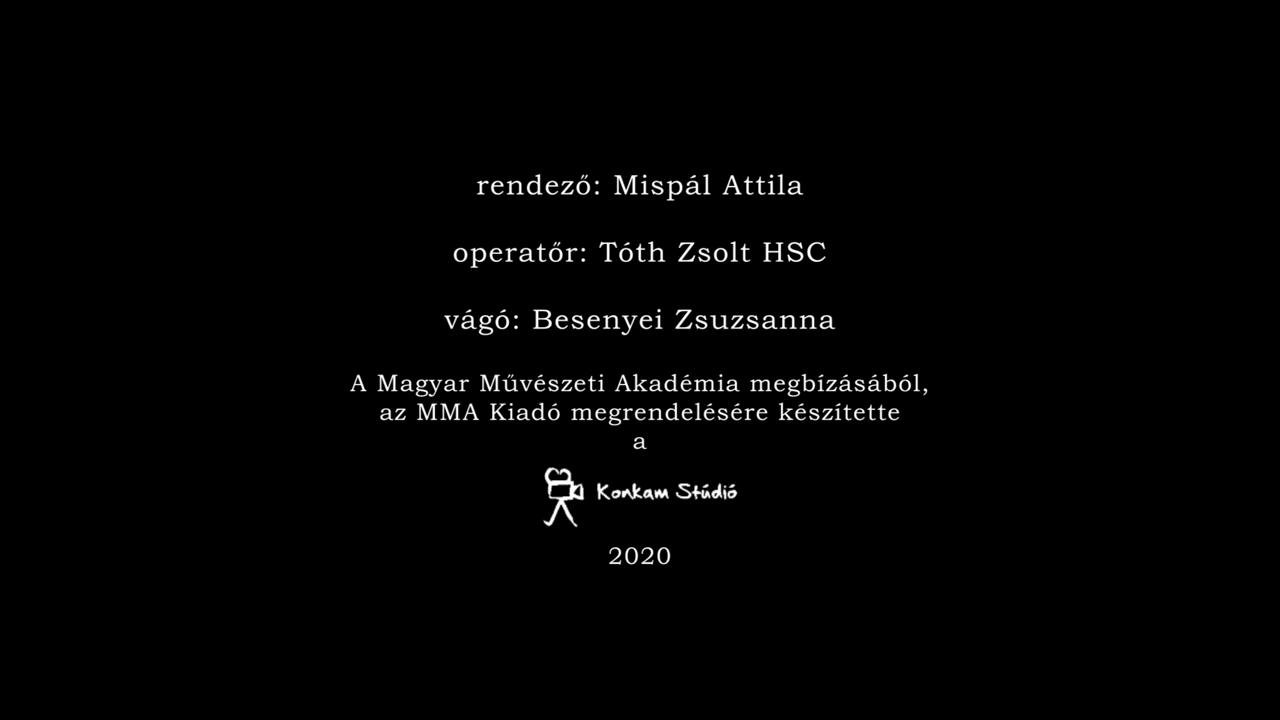 rendező: Mispál Attila
operatőr: Tóth Zsolt HSC
vágó: Besenyei Zsuzsanna
A Magyar Művészeti Akadémia megbízásából,
az MMA Kiadó megrendelésére készítette
a
Konkam Stúdió
2020